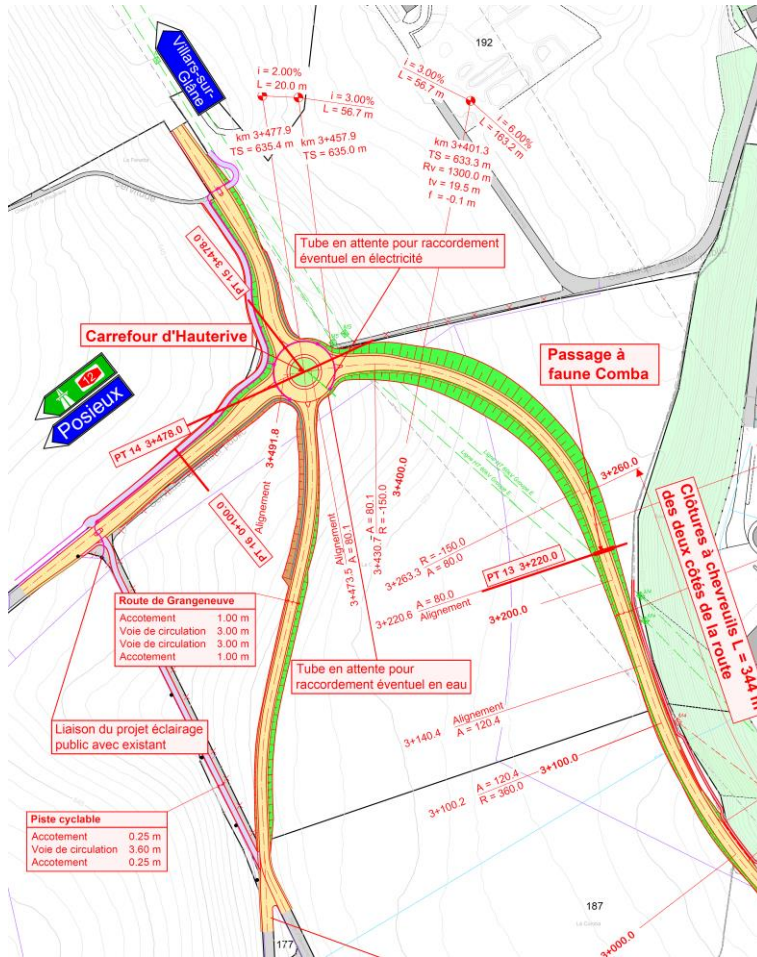 Villars-sur-
Glâne
192
i = 2.00%
L = 20.0 m
i = 3.00%
L = 56.7 m
km 3+477.9
TS = 635.4 m
km 3+457.9
TS = 635.0 m
i = 3.00%
L = 56.7 m
i = 6.00%
L = 163.2 m
km 3+401.3
TS = 633.3 m
Rv = 1300.0 m
tv = 19.5 m
f = -0.1 m
Tube en attente pour raccordement
éventuel en électricité
PT 15 3+478.0
Carrefour d'Hauterive
Passage à
faune Comba
12
Posieux
PT 14 3+478.0
PT 16 0+100.0
Alignement
3+491.8
Alignement
3+473.5 A = 80.1
A = 80.1
3+430.7 R = -150.0
3+400.0
3+260.0
R = -150.0
3+263.3 A = 80.0
PT 13 3+220.0
A = 80.0
3+220.6 Alignement
3+200.0
Clôtures à chevreuils L = 344 m
des deux côtés de la route
Route de Grangeneuve
Accotement 1.00 m
Voie de circulation 3.00 m
Voie de circulation 3.00 m
Accotement 1.00 m
Tube en attente pour
raccordement éventuel en eau
Liaison du projet éclairage
public avec existant
Alignement
3+140.4 A = 120.4
A = 120.4
3+100.2 R = 360.0
3+100.0
Piste cyclable
Accotement 0.25 m
Voie de circulation 3.60 m
Accotement 0.25 m
187
177
3+000.0